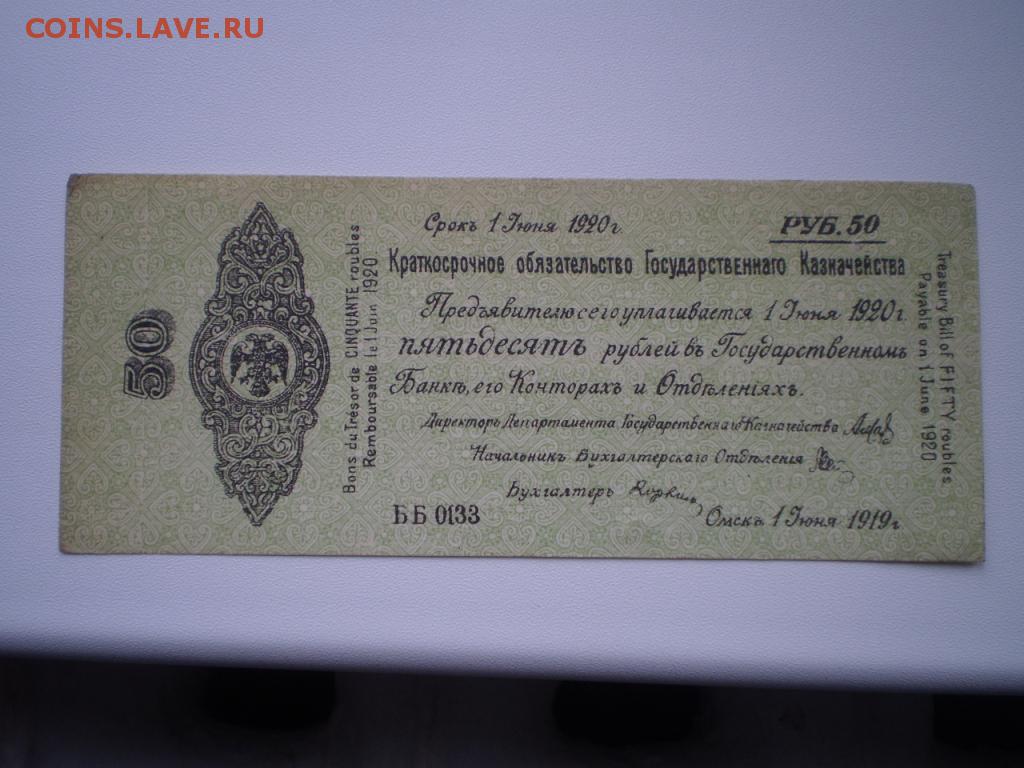 COINS.LAVE.RU
50
Bons du Trésor de CINQUANTE roubles
Remboursable le 1 Juin 1920
Срокъ 1 Іюня 1920 г.
РУБ. 50
Краткосрочное обязательство Государственнаго Казначейства
Предъявителю сего уплачивается 1 Іюня 1920 г.
пятьдесятъ рублей въ Государственномъ
Банкѣ, его Конторахъ и Отдѣленіяхъ.
Директоръ Департамента Государственнаго Казначейства
Начальникъ Бухгалтерскаго Отдѣленія
Бухгалтеръ
ББ 0133
Омскъ 1 Іюня 1919 г
Treasury Bill of FIFTY roubles
Payable on 1 June 1920